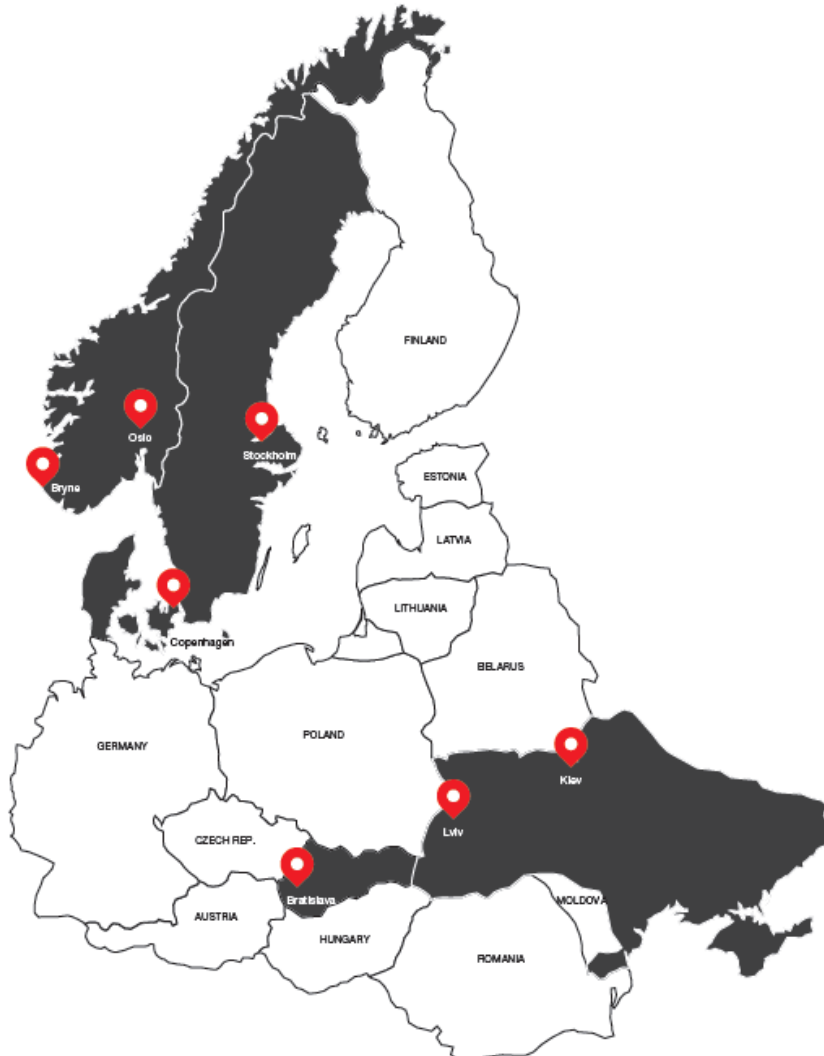 FINLAND
Oslo
Stockholm
Bryne
ESTONIA
LATVIA
LITHUANIA
Copenhagen
BELARUS
POLAND
GERMANY
Kiev
Lviv
CZECH REP.
Bratislava
MOLDOVA
AUSTRIA
HUNGARY
ROMANIA